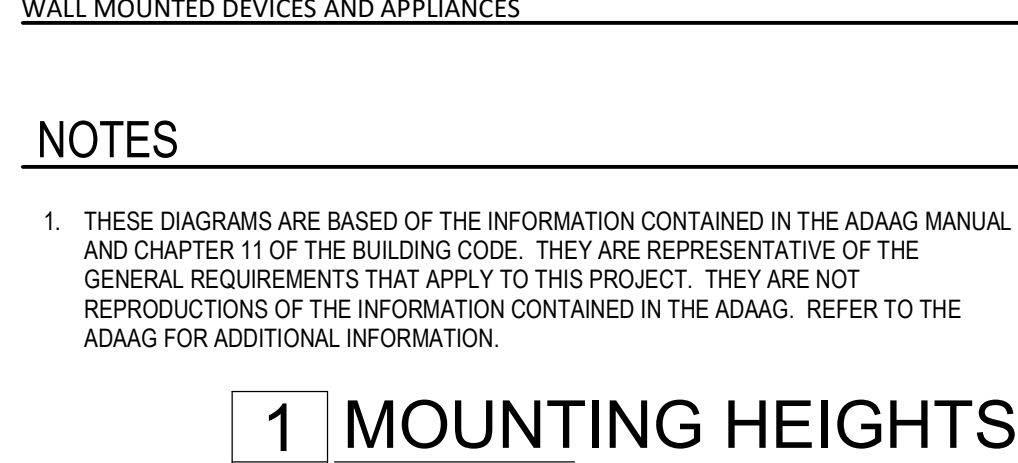 WALL MOUNTED DEVICES AND APPLIANCES
NOTES
1. THESE DIAGRAMS ARE BASED OF THE INFORMATION CONTAINED IN THE ADAAG MANUAL
AND CHAPTER 11 OF THE BUILDING CODE. THEY ARE REPRESENTATIVE OF THE
GENERAL REQUIREMENTS THAT APPLY TO THIS PROJECT. THEY ARE NOT
REPRODUCTIONS OF THE INFORMATION CONTAINED IN THE ADAAG. REFER TO THE
ADAAG FOR ADDITIONAL INFORMATION.
1 MOUNTING HEIGHTS